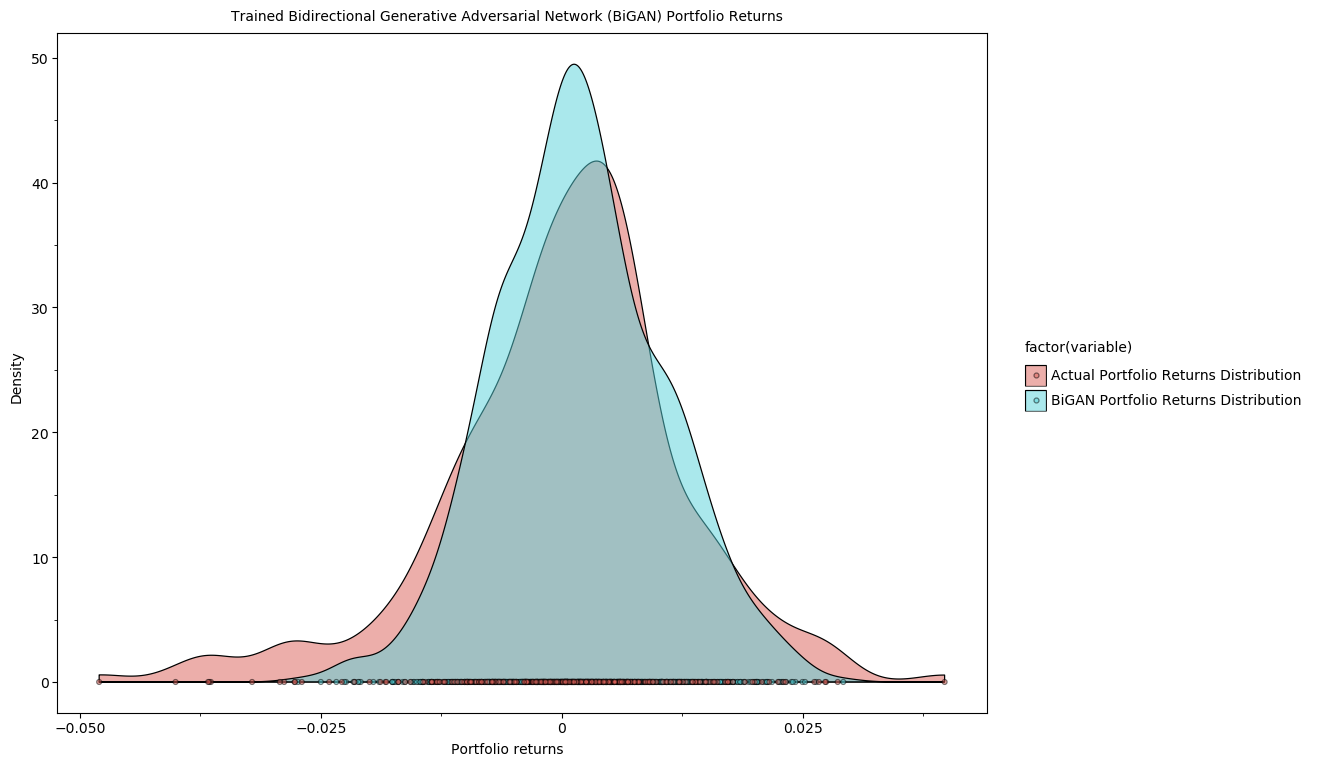 Trained Bidirectional Generative Adversarial Network (BiGAN) Portfolio Returns
50
40
30
20
10
0
Density
−0.050
−0.025
0
0.025
Portfolio returns
factor(variable)
Actual Portfolio Returns Distribution
BiGAN Portfolio Returns Distribution